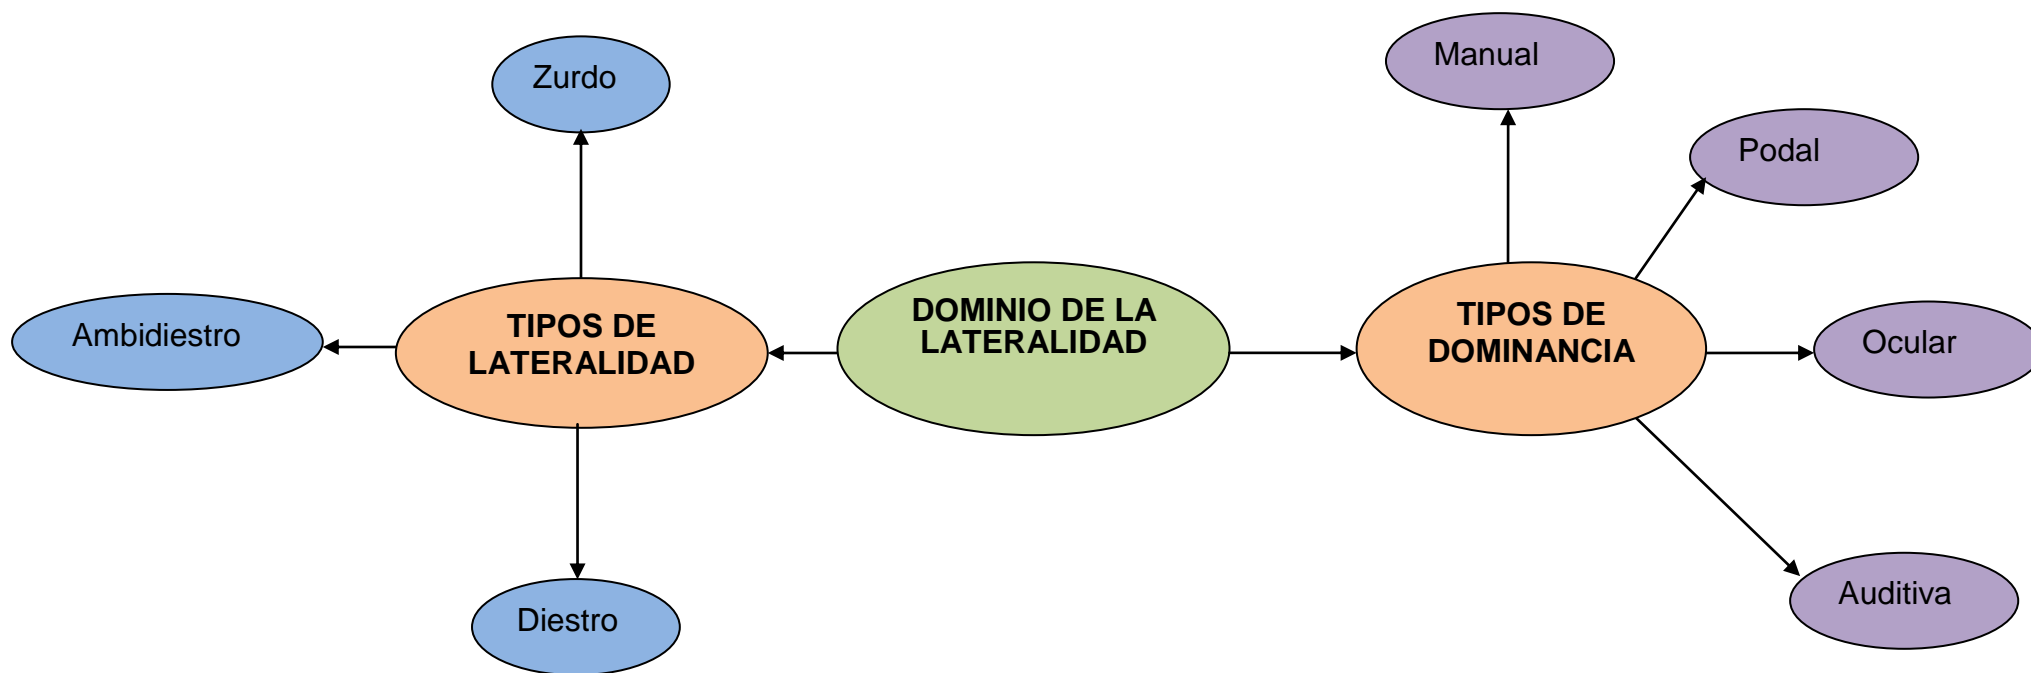 Zurdo
Ambidiestro
TIPOS DE
LATERALIDAD
Diestro
DOMINIO DE LA
LATERALIDAD
TIPOS DE
DOMINANCIA
Manual
Podal
Ocular
Auditiva